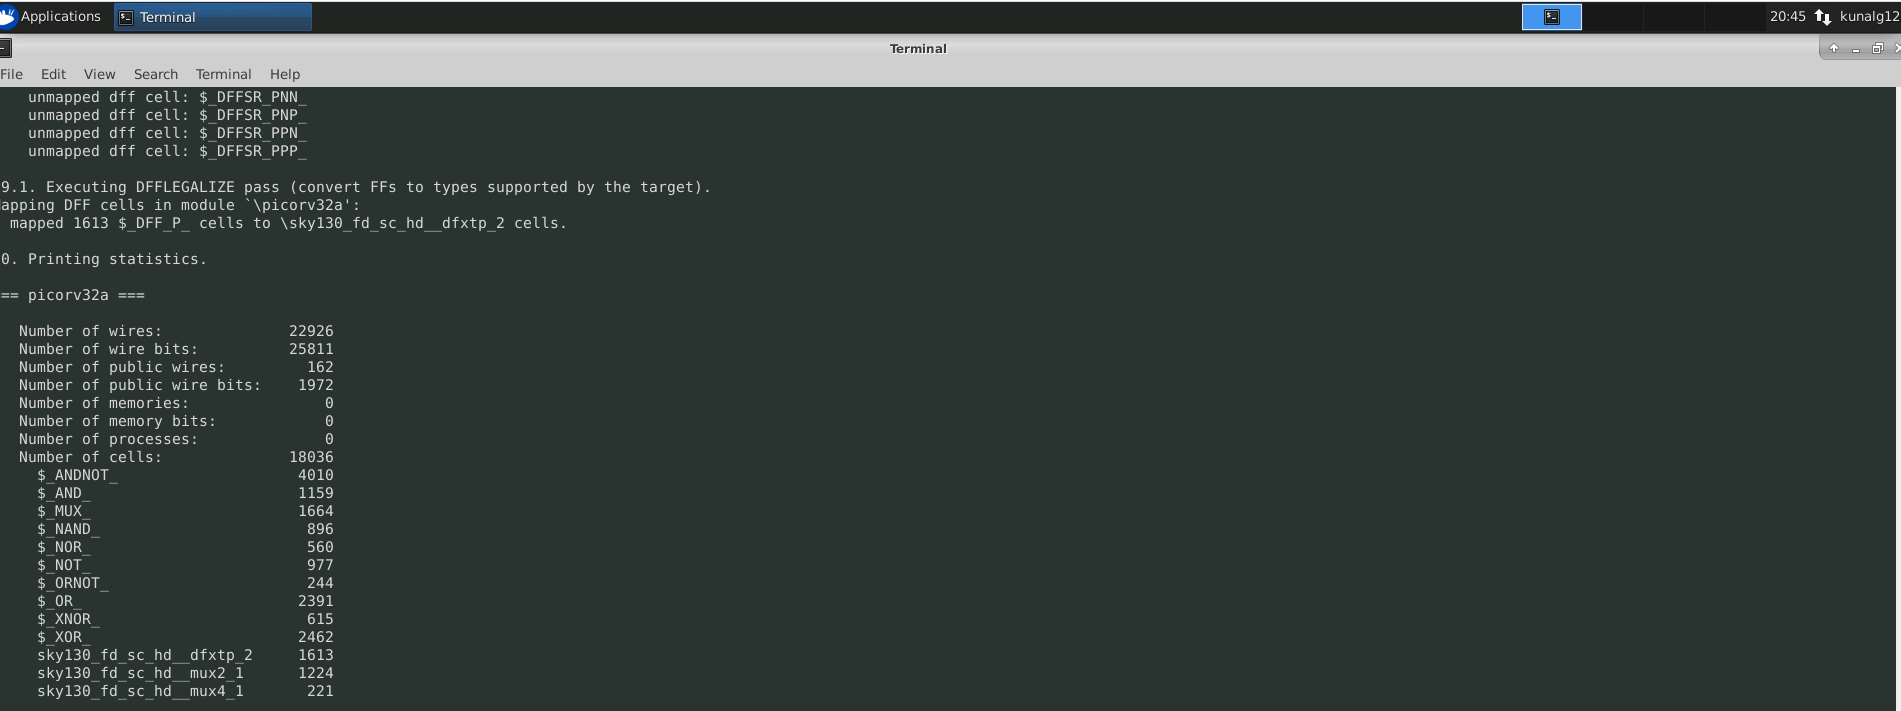 Applications Terminal 20:45 kunalg12
Terminal
File Edit View Search Terminal Help
unmapped dff cell: $_DFFSR_PNN_
unmapped dff cell: $_DFFSR_PNP_
unmapped dff cell: $_DFFSR_PPN_
unmapped dff cell: $_DFFSR_PPP_
9.1. Executing DFFLEGALIZE pass (convert FFs to types supported by the target).
apping DFF cells in module `\picorv32a':
mapped 1613 $_DFF_P_ cells to \sky130_fd_sc_hd__dfxtp_2 cells.
0. Printing statistics.
== picorv32a ===
Number of wires: 22926
Number of wire bits: 25811
Number of public wires: 162
Number of public wire bits: 1972
Number of memories: 0
Number of memory bits: 0
Number of processes: 0
Number of cells: 18036
$_ANDNOT_ 4010
$_AND_ 1159
$_MUX_ 1664
$_NAND_ 896
$_NOR_ 560
$_NOT_ 977
$_ORNOT_ 244
$_OR_ 2391
$_XNOR_ 615
$_XOR_ 2462
sky130_fd_sc_hd__dfxtp_2 1613
sky130_fd_sc_hd__mux2_1 1224
sky130_fd_sc_hd__mux4_1 221